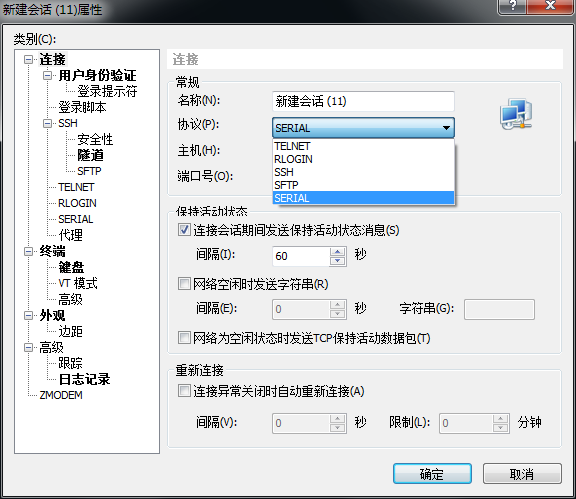 新建会话 (11)属性
?
类别(C):
连接
用户身份验证
登录提示符
登录脚本
SSH
安全性
隧道
SFTP
TELNET
RLOGIN
SERIAL
代理
终端
键盘
VT 模式
高级
外观
边距
高级
跟踪
日志记录
ZMODEM
连接
常规
名称(N): 新建会话 (11)
协议(P): SERIAL
主机(H):
端口号(O):
TELNET
RLOGIN
SSH
SFTP
SERIAL
保持活动状态
连接会话期间发送保持活动状态消息(S)
间隔(I): 60 秒
网络空闲时发送字符串(R)
间隔(E): 0 秒 字符串(G):
网络为空闲状态时发送TCP保持活动数据包(T)
重新连接
连接异常关闭时自动重新连接(A)
间隔(V): 0 秒 限制(L): 0 分钟
确定 取消